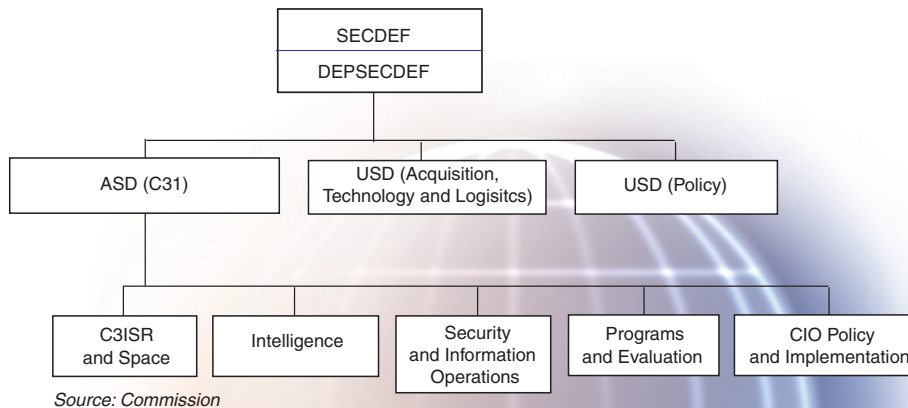 SECDEF
DEPSECDEF
ASD (C31)
USD (Acquisition,
Technology and Logisitcs)
USD (Policy)
C3ISR
and Space
Intelligence
Security
and Information
Operations
Programs
and Evaluation
CIO Policy
and Implementation
Source: Commission